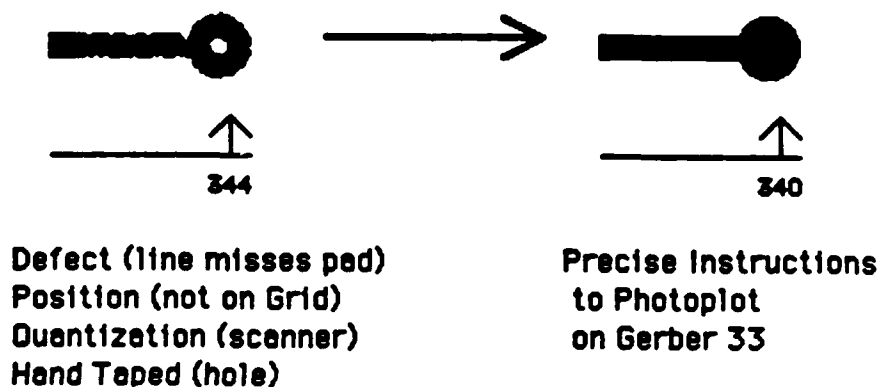 344
340
Defect (line misses pad)
Position (not on Grid)
Quantization (scanner)
Hand Taped (hole)
Precise Instructions
to Photoplot
on Gerber 33